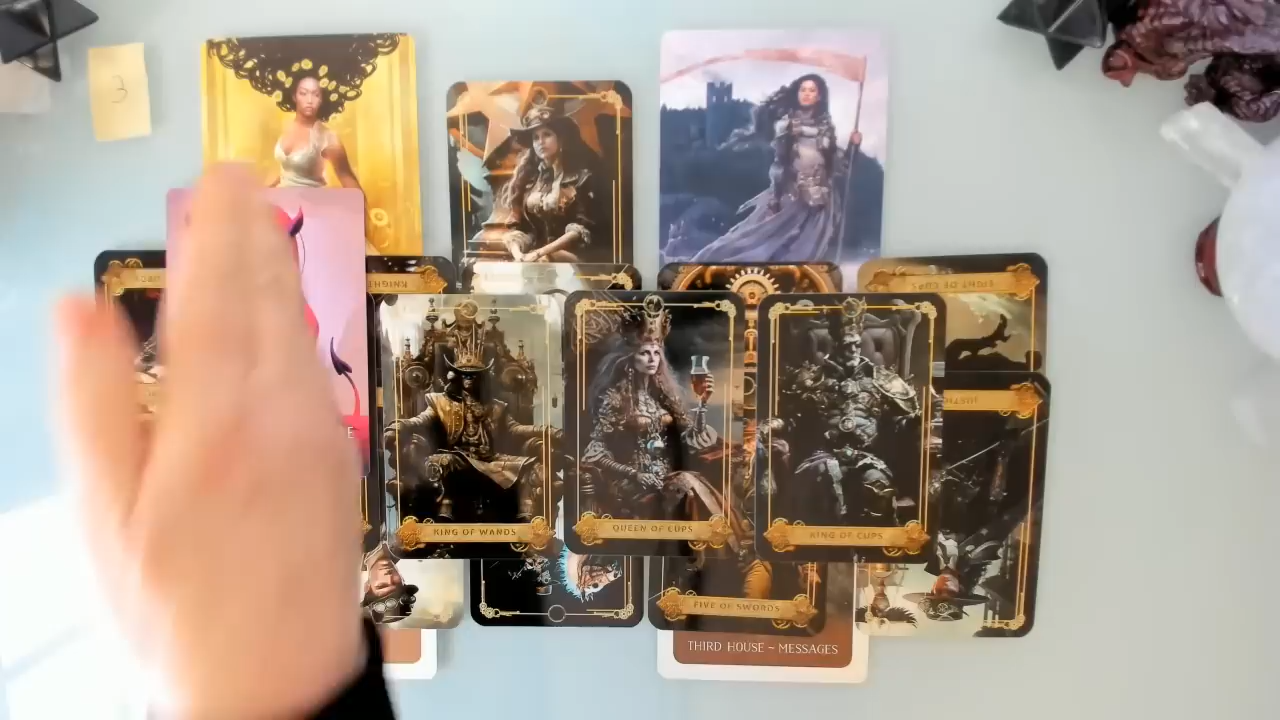 3
KNIGHT
EIGHT OF CUPS
JUSTIC
E
KING OF WANDS
QUEEN OF CUPS
KING OF CUPS
FIVE OF SWORDS
THIRD HOUSE ~ MESSAGES